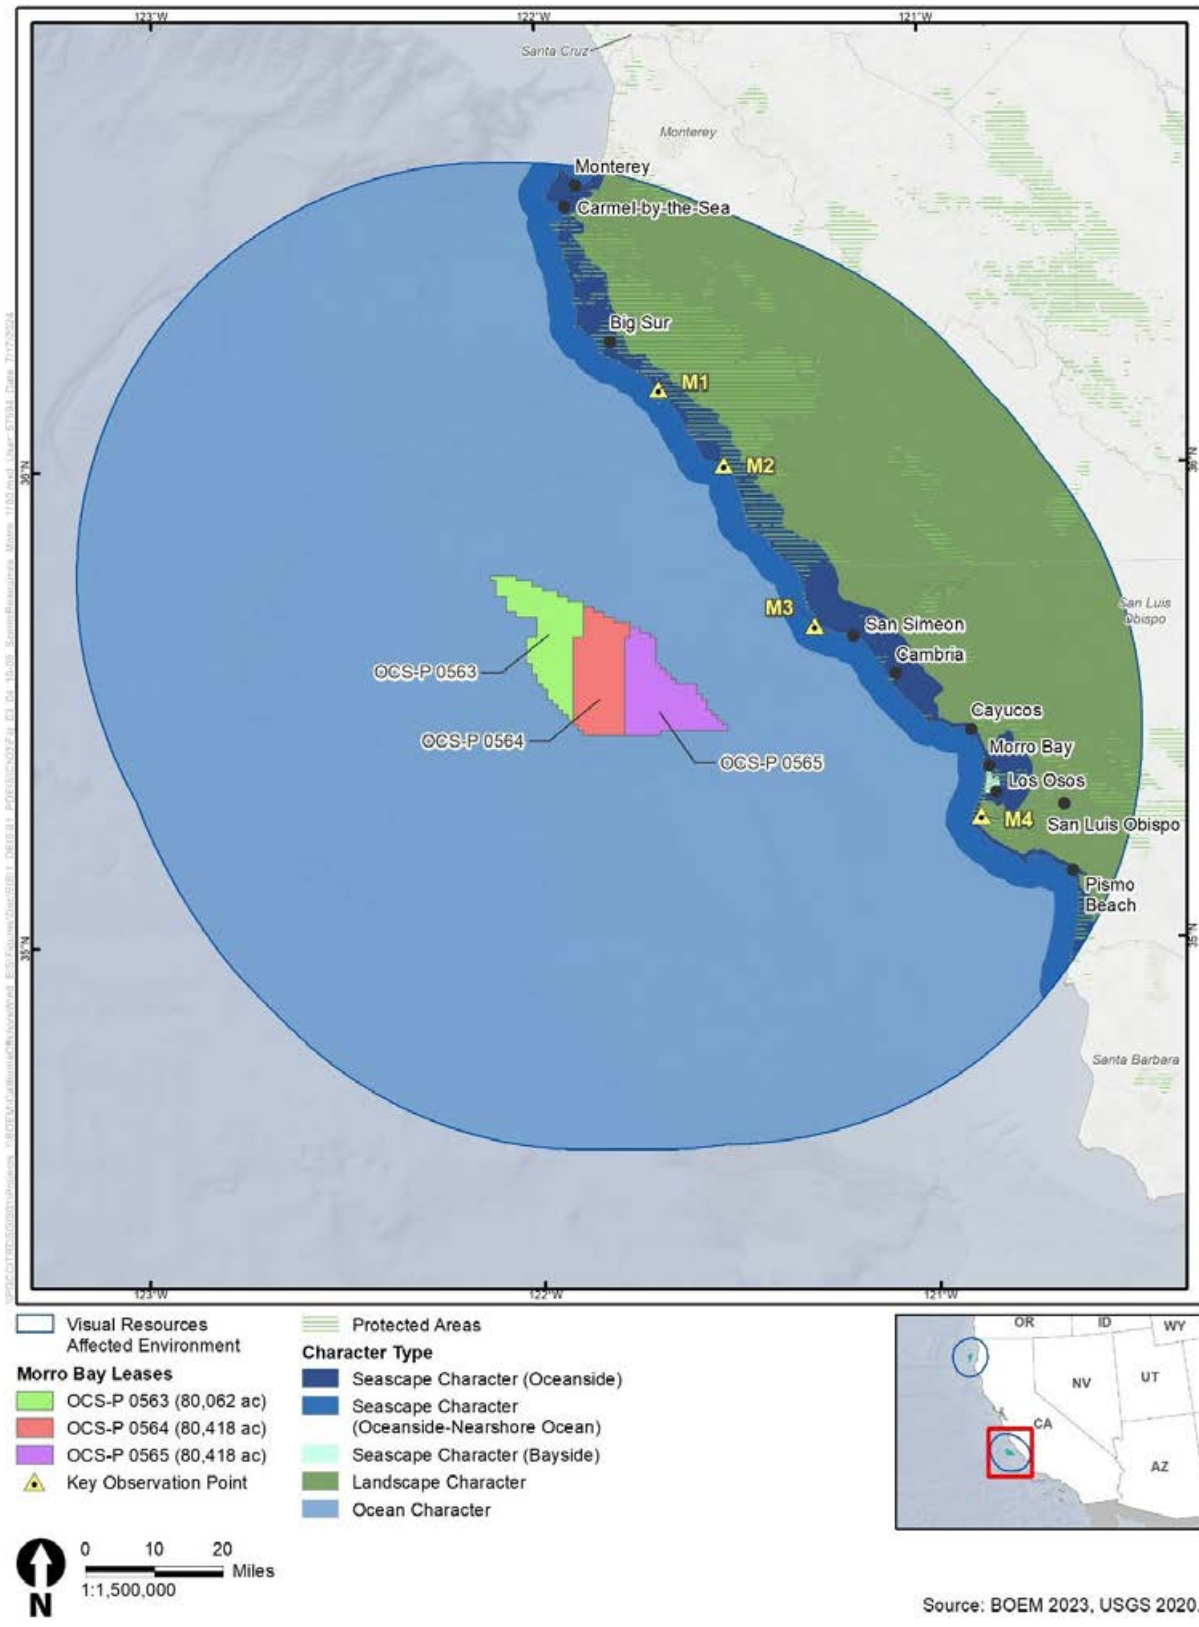 123°W
122°W
121°W
Santa Cruz
Monterey
Monterey
Carmel-by-the-Sea
Big Sur
M1
M2
36°N
36°N
M3
San Luis
Obispo
San Simeon
Cambria
OCS-P 0563
OCS-P 0564
OCS-P 0565
Cayucos
Morro Bay
Los Osos
M4
San Luis Obispo
Pismo
Beach
35°N
35°N
Santa Barbara
123°W
122°W
121°W
Visual Resources
Affected Environment
Morro Bay Leases
OCS-P 0563 (80,062 ac)
OCS-P 0564 (80,418 ac)
OCS-P 0565 (80,418 ac)
Key Observation Point
Protected Areas
Character Type
Seascape Character (Oceanside)
Seascape Character
(Oceanside-Nearshore Ocean)
Seascape Character (Bayside)
Landscape Character
Ocean Character
OR
ID
WY
NV
UT
CA
AZ
N
0 10 20
Miles
1:1,500,000
Source: BOEM 2023, USGS 2020.